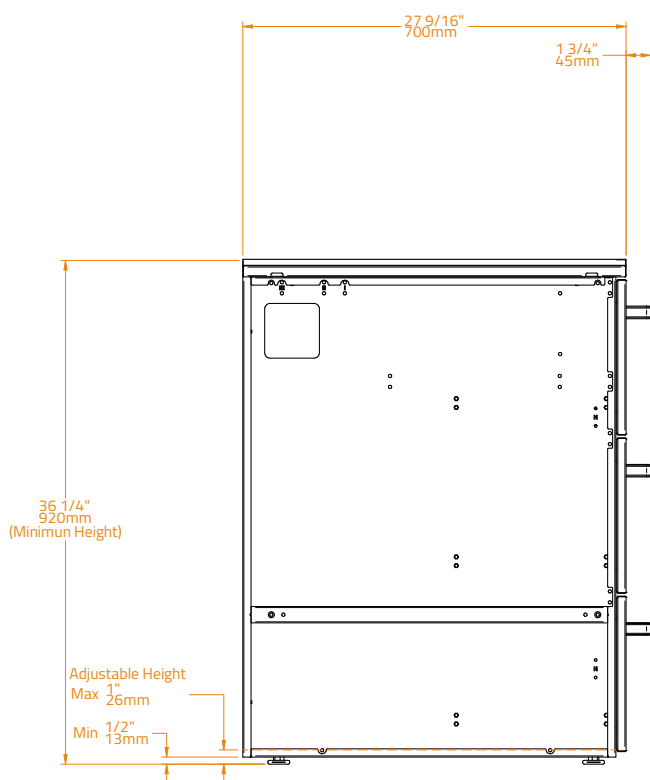 27 9/16"
700mm
1 3/4"
45mm
36 1/4"
920mm
(Minimun Height)
Adjustable Height
Max 1"
26mm
Min 1/2"
13mm